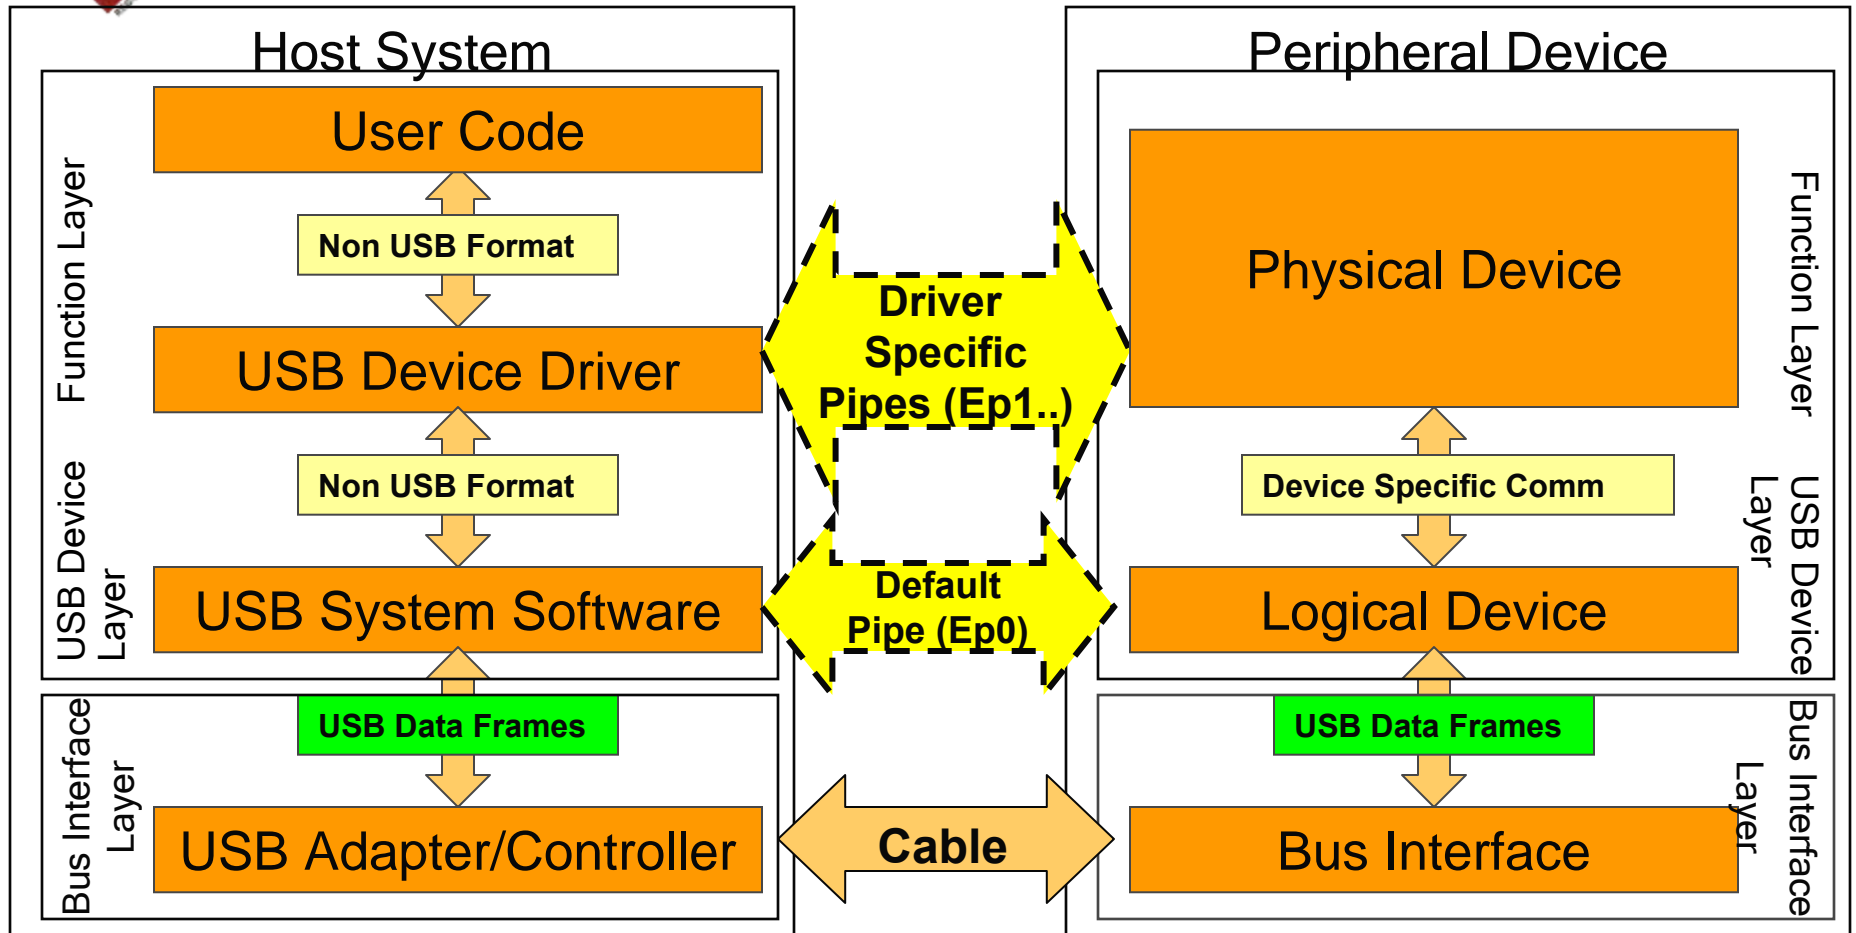 Host System
User Code
Non USB Format
USB Device Driver
Non USB Format
USB System Software
USB Data Frames
USB Adapter/Controller
Function Layer
USB Device
Layer
Bus Interface
Layer
Driver
Specific
Pipes (Ep1..)
Default
Pipe (Ep0)
Cable
Peripheral Device
Physical Device
Device Specific Comm
Logical Device
USB Data Frames
Bus Interface
Function Layer
USB Device
Layer
Bus Interface
Layer